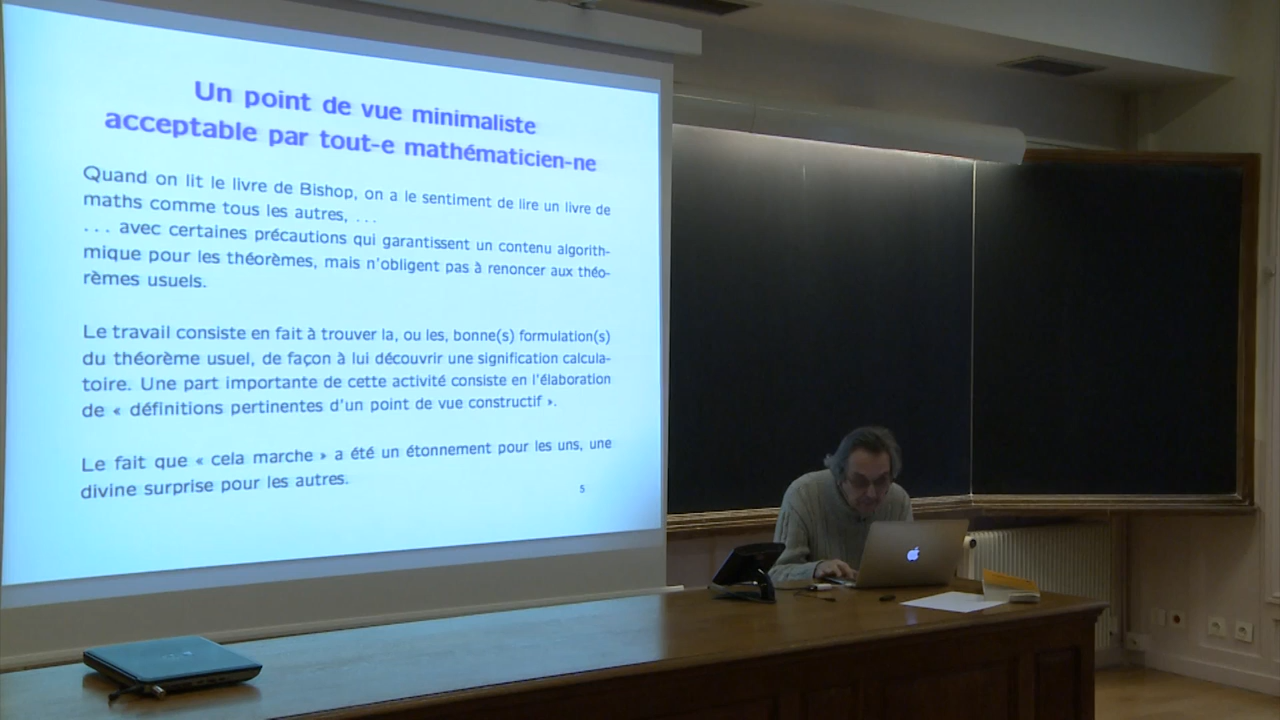 Un point de vue minimaliste
acceptable par tout-e mathématicien-ne
Quand on lit le livre de Bishop, on a le sentiment de lire un livre de
maths comme tous les autres, ...
... avec certaines précautions qui garantissent un contenu algorith-
mique pour les théorèmes, mais n'obligent pas à renoncer aux théo-
rèmes usuels.
Le travail consiste en fait à trouver la, ou les, bonne(s) formulation(s)
du théorème usuel, de façon à lui découvrir une signification calcula-
toire. Une part importante de cette activité consiste en l'élaboration
de « définitions pertinentes d'un point de vue constructif ».
Le fait que « cela marche » a été un étonnement pour les uns, une
divine surprise pour les autres.
5